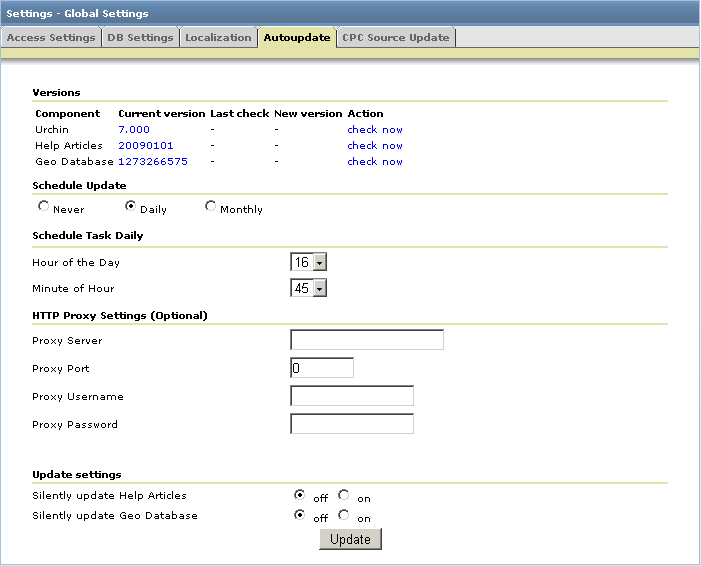 Settings - Global Settings
Access Settings DB Settings Localization Autoupdate CPC Source Update
Versions
Component Current version Last check New version Action
Urchin 7.000 - - check now
Help Articles 20090101 - - check now
Geo Database 1273266575 - - check now
Schedule Update
Never Daily Monthly
Schedule Task Daily
Hour of the Day 16
Minute of Hour 45
HTTP Proxy Settings (Optional)
Proxy Server
Proxy Port 0
Proxy Username
Proxy Password
Update settings
Silently update Help Articles off on
Silently update Geo Database off on
Update